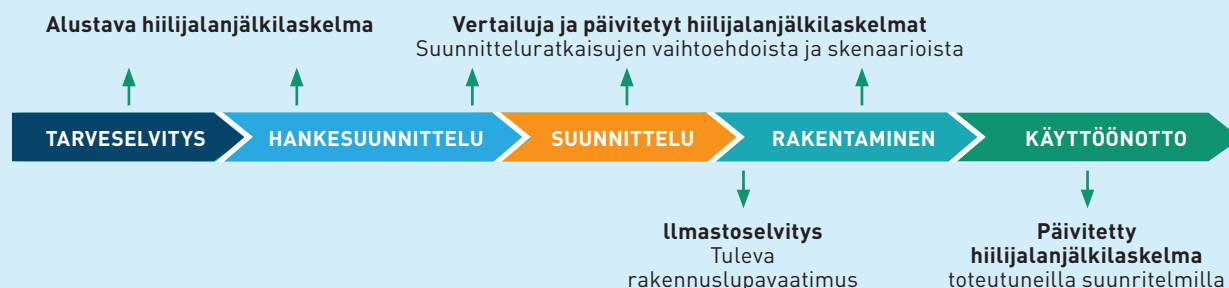 Alustava hiilijalanjälkilaskelma
Vertailuja ja päivitetyt hiilijalanjälkilaskelmat
Suunnitteluratkaisujen vaihtoehdoista ja skenaarioista
TARVESELVITYS
HANKESUUNNITTELU
SUUNNITTELU
RAKENTAMINEN
KÄYTTÖÖNOTTO
Ilmastoselvitys
Tuleva
rakennuslupavaatimus
Päivitetty
hiilijalanjälkilaskelma
toteutuneilla suunritelmilla